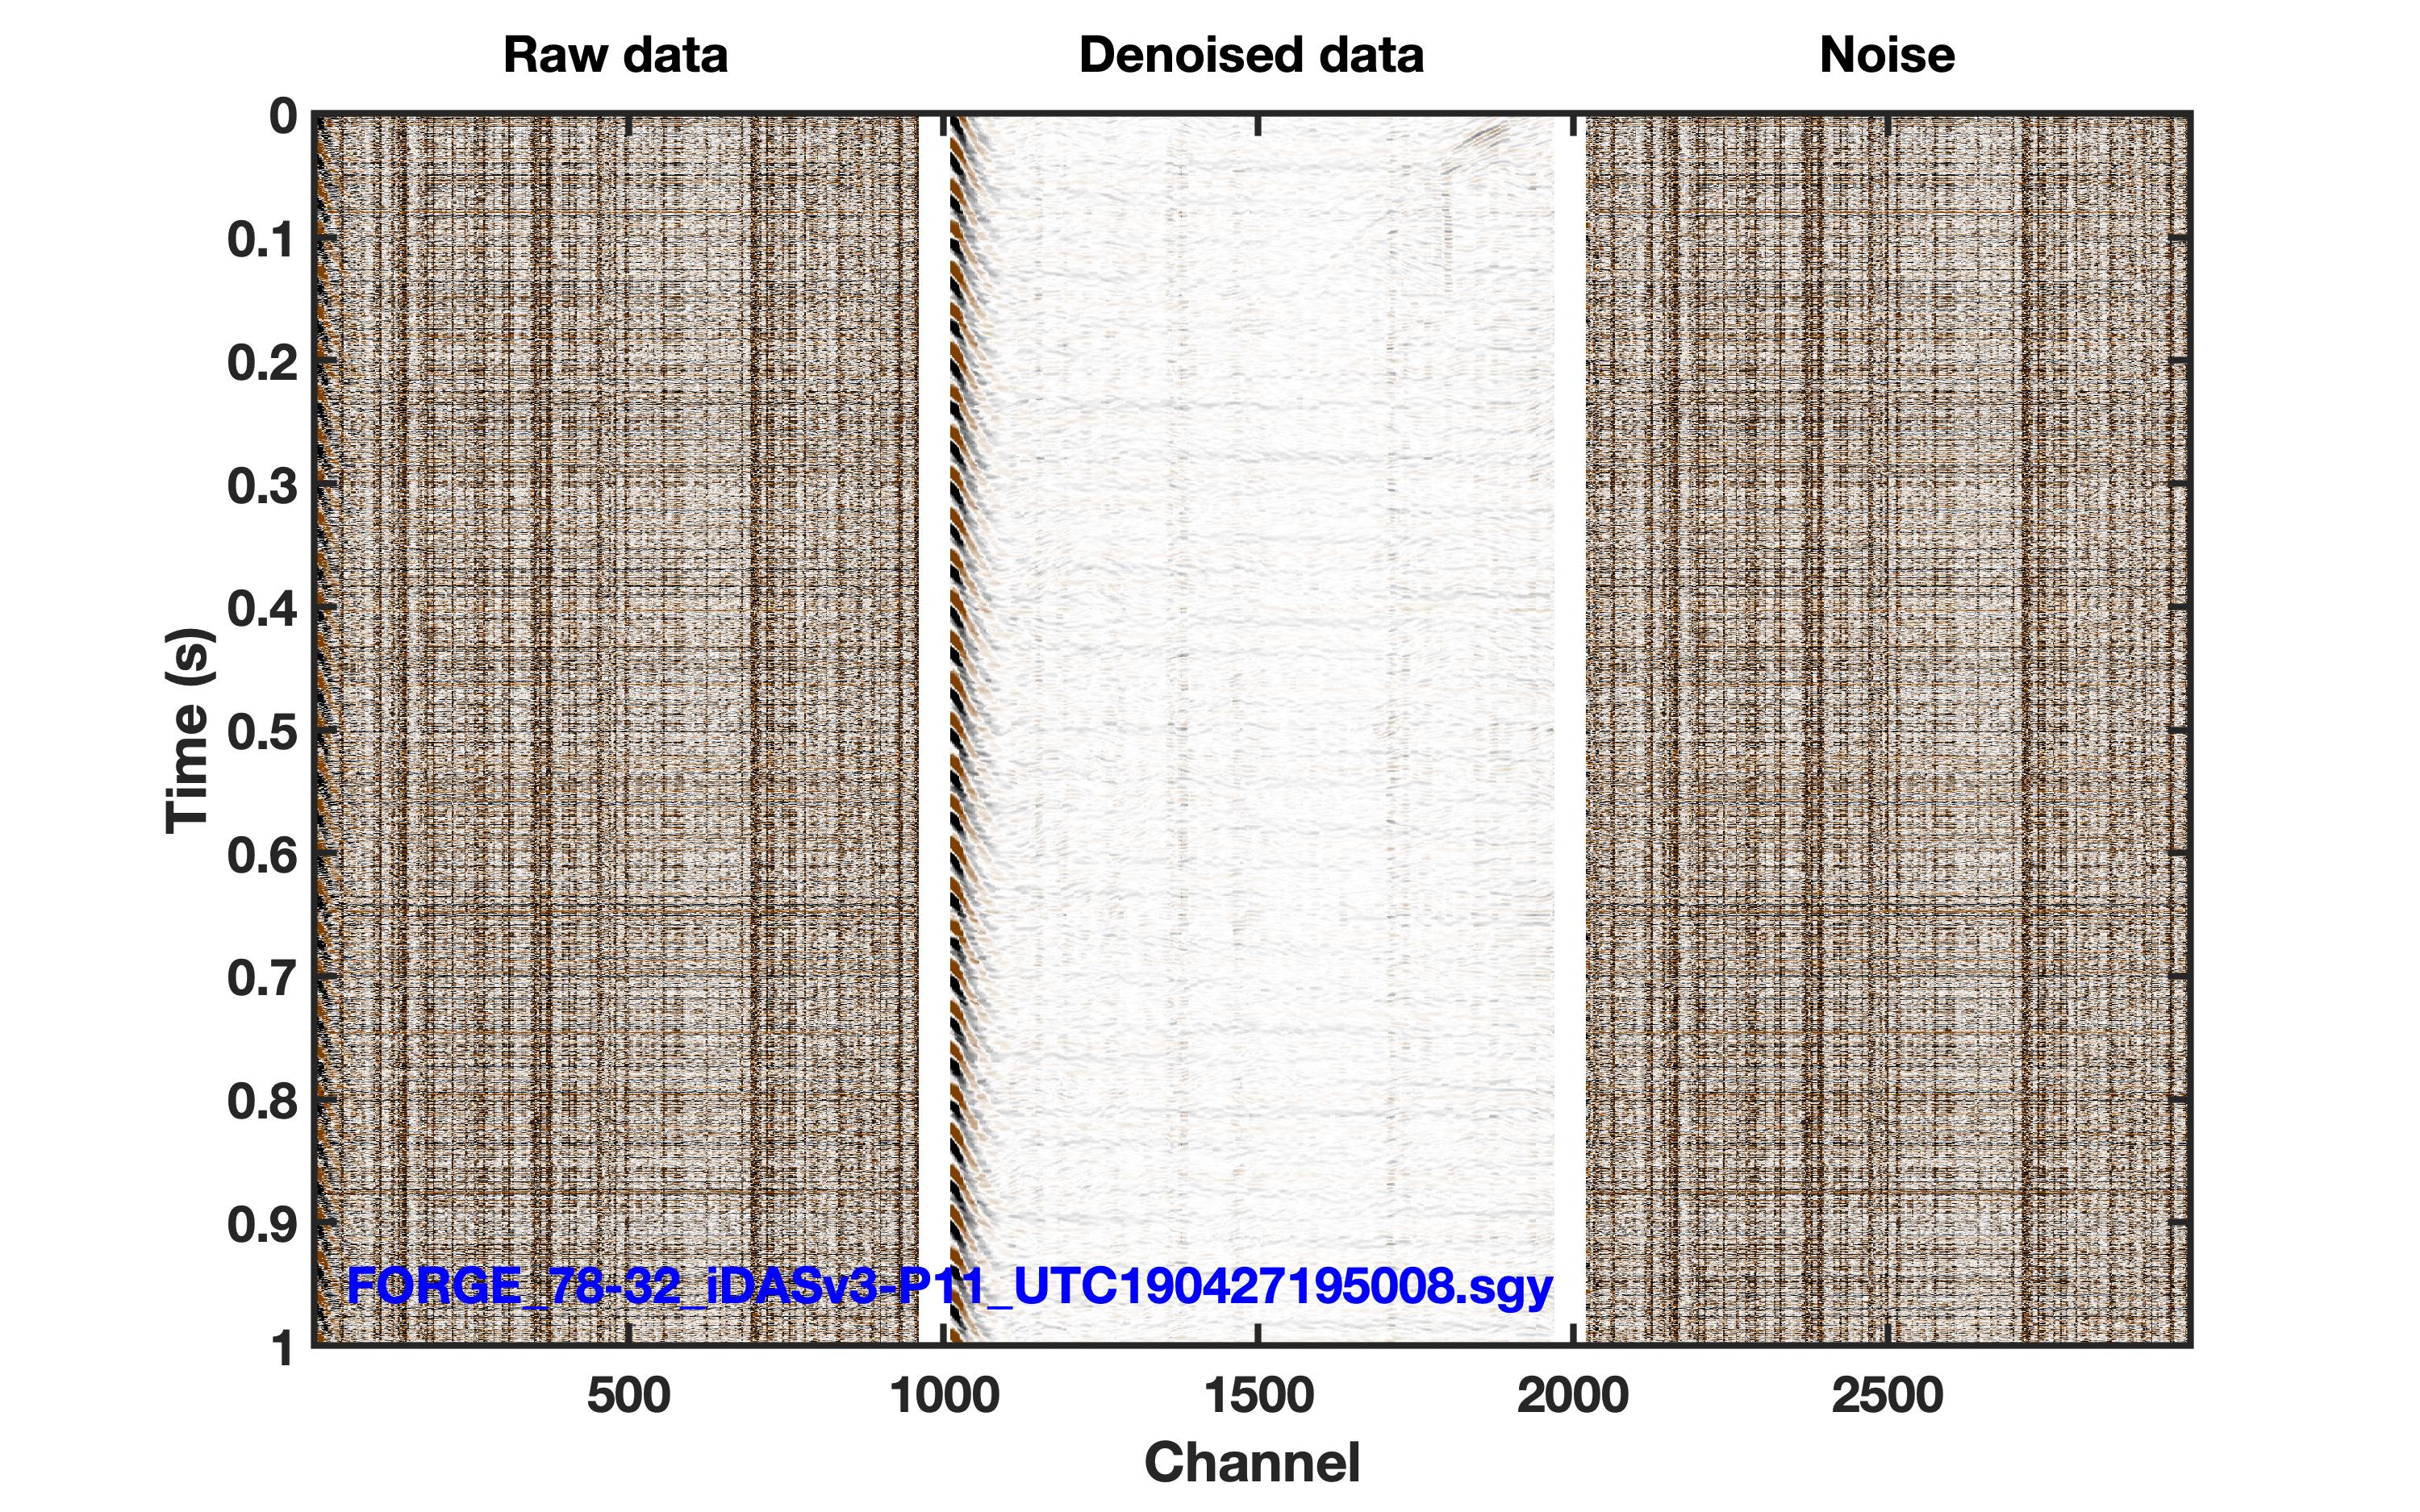 Raw data Denoised data Noise
0
0.1
0.2
0.3
0.4
0.5
0.6
0.7
0.8
0.9
1
Time (s)
FORGE_78-32_iDASv3-P11_UTC190427195008.sgy
500 1000 1500 2000 2500
Channel